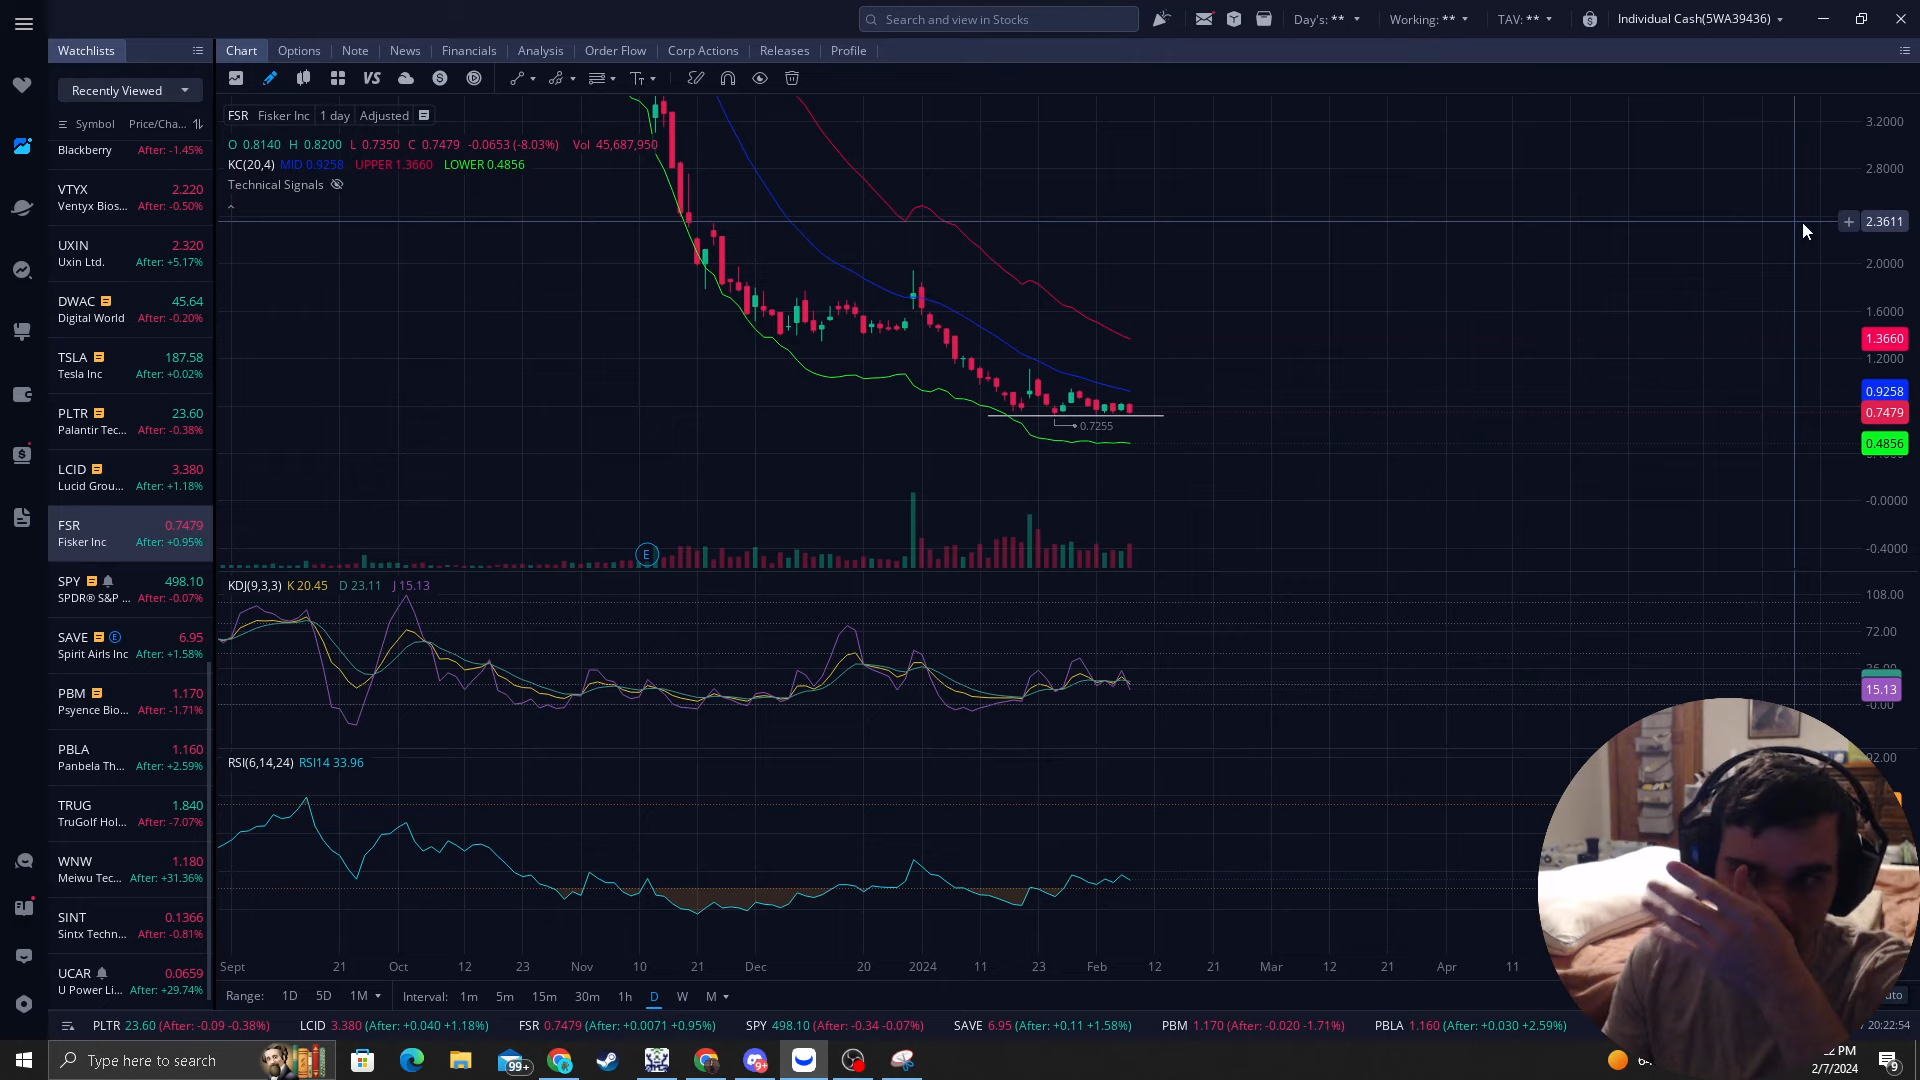 Search and view in Stocks
Day's: **
Working: **
TAV: **
Individual Cash(5WA39436)
Watchlists
Chart
Options
Note
News
Financials
Analysis
Order Flow
Corp Actions
Releases
Profile
Recently Viewed
VS
S
Symbol
Price/Cha...
Blackberry
After: -1.45%
VTYX
2.220
Ventyx Bios...
After: -0.50%
UXIN
2.320
Uxin Ltd.
After: +5.17%
DWAC
45.64
Digital World
After: -0.20%
TSLA
187.58
Tesla Inc
After: +0.02%
PLTR
23.60
Palantir Tec...
After: -0.38%
LCID
3.380
Lucid Grou...
After: +1.18%
FSR
0.7479
Fisker Inc
After: +0.95%
SPY
498.10
SPDR® S&P ...
After: -0.07%
SAVE
E
6.95
Spirit Airls Inc
After: +1.58%
PBM
1.170
Psyence Bio...
After: -1.71%
PBLA
1.160
Panbela Th...
After: +2.59%
TRUG
1.840
TruGolf Hol...
After: -7.07%
WNW
1.180
Meiwu Tec...
After: +31.36%
SINT
0.1366
Sintx Techn...
After: -0.81%
UCAR
0.0659
U Power Li...
After: +29.74%
FSR Fisker Inc 1 day Adjusted
O 0.8140 H 0.8200 L 0.7350 C 0.7479 -0.0653 (-8.03%) Vol 45,687,950
KC(20,4) MID 0.9258 UPPER 1.3660 LOWER 0.4856
Technical Signals
3.2000
2.8000
2.3611
2.0000
1.6000
1.3660
1.2000
0.9258
0.7479
0.4856
-0.0000
-0.4000
0.7255
E
KDJ(9,3,3) K 20.45 D 23.11 J 15.13
108.00
72.00
36.00
15.13
-0.00
RSI(6,14,24) RSI14 33.96
92.00
Sept 21 Oct 12 23 Nov 10 21 Dec 20 2024 11 23 Feb 12 21 Mar 12 21 Apr 11
Range: 1D 5D 1M
Interval: 1m 5m 15m 30m 1h D W M
PLTR 23.60 (After: -0.09 -0.38%)
LCID 3.380 (After: +0.040 +1.18%)
FSR 0.7479 (After: +0.0071 +0.95%)
SPY 498.10 (After: -0.34 -0.07%)
SAVE 6.95 (After: +0.11 +1.58%)
PBM 1.170 (After: -0.020 -1.71%)
PBLA 1.160 (After: +0.030 +2.59%)
20:22:54
Type here to search
99+
9+
2 PM
2/7/2024
9